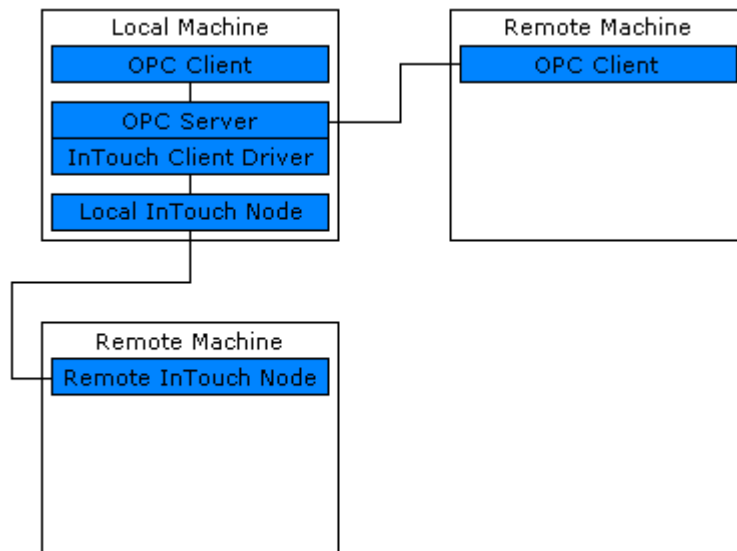 Local Machine
OPC Client
OPC Server
InTouch Client Driver
Local InTouch Node
Remote Machine
OPC Client
Remote Machine
Remote InTouch Node